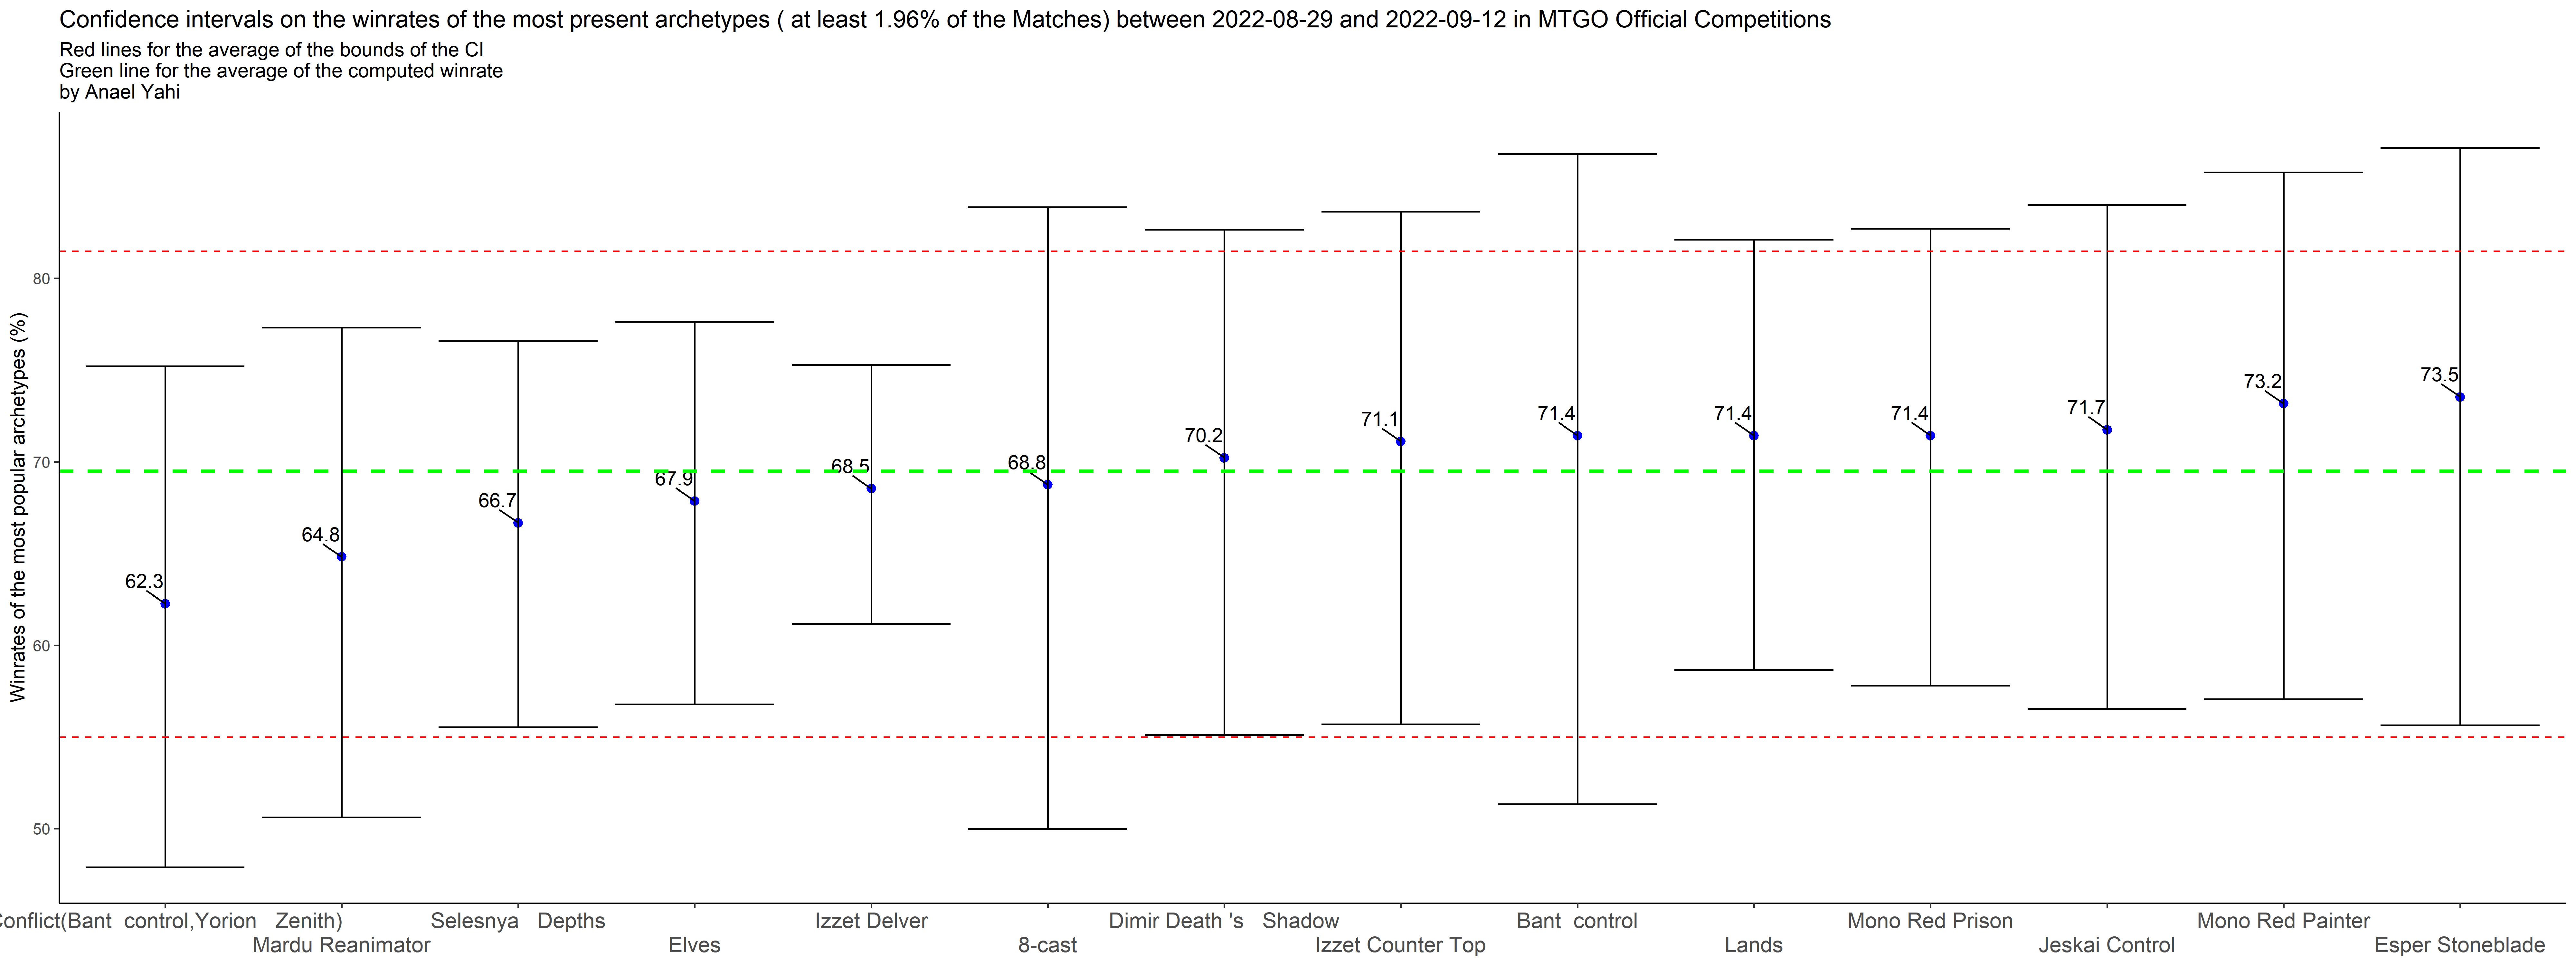 Confidence intervals on the winrates of the most present archetypes ( at least 1.96% of the Matches) between 2022-08-29 and 2022-09-12 in MTGO Official Competitions
Red lines for the average of the bounds of the CI
Green line for the average of the computed winrate
by Anael Yahi
Winrates of the most popular archetypes (%)
80
70
60
50
62.3
64.8
66.7
67.9
68.5
68.8
70.2
71.1
71.4
71.4
71.4
71.7
73.2
73.5
Conflict(Bant control,Yorion Zenith)
Mardu Reanimator
Selesnya Depths
Elves
Izzet Delver
8-cast
Dimir Death 's Shadow
Izzet Counter Top
Bant control
Lands
Mono Red Prison
Jeskai Control
Mono Red Painter
Esper Stoneblade